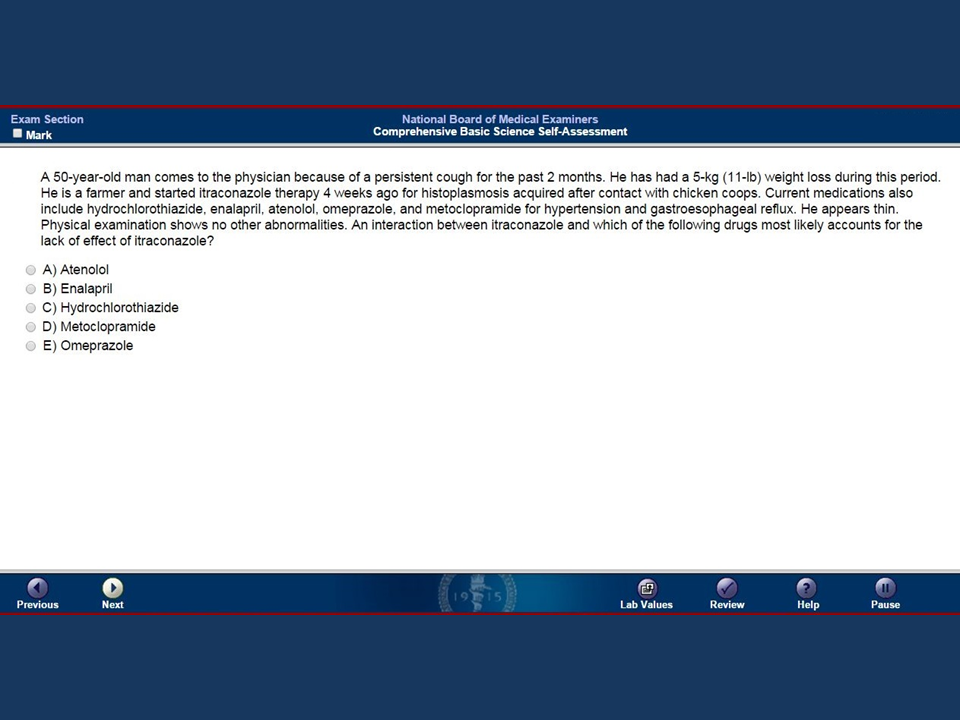 Exam Section
Mark
National Board of Medical Examiners
Comprehensive Basic Science Self-Assessment
A 50-year-old man comes to the physician because of a persistent cough for the past 2 months. He has had a 5-kg (11-lb) weight loss during this period.
He is a farmer and started itraconazole therapy 4 weeks ago for histoplasmosis acquired after contact with chicken coops. Current medications also
include hydrochlorothiazide, enalapril, atenolol, omeprazole, and metoclopramide for hypertension and gastroesophageal reflux. He appears thin.
Physical examination shows no other abnormalities. An interaction between itraconazole and which of the following drugs most likely accounts for the
lack of effect of itraconazole?
A) Atenolol
B) Enalapril
C) Hydrochlorothiazide
D) Metoclopramide
E) Omeprazole
1915
Previous
Next
Lab Values
Review
Help
Pause